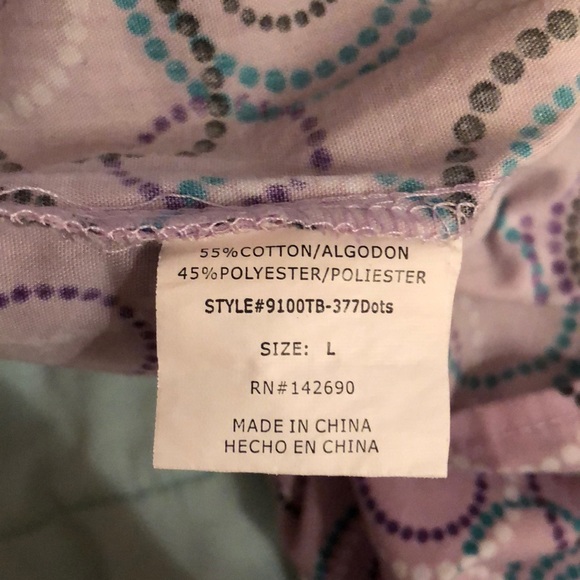 55%COTTON/ALGODON
45%POLYESTER/POLIESTER
STYLE#9100TB-377Dots
SIZE: L
RN#142690
MADE IN CHINA
HECHO EN CHINA